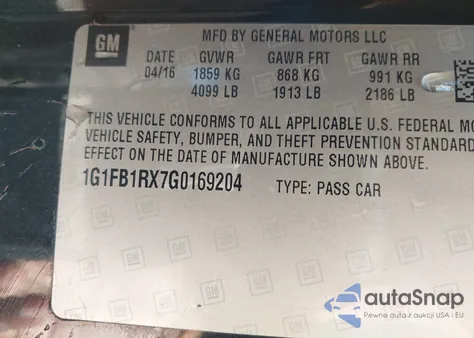 GM
MFD BY GENERAL MOTORS LLC
DATE GVWR GAWR FRT GAWR RR
04/16 1859 KG 868 KG 991 KG
4099 LB 1913 LB 2186 LB
THIS VEHICLE CONFORMS TO ALL APPLICABLE U.S. FEDERAL MO
VEHICLE SAFETY, BUMPER, AND THEFT PREVENTION STANDARD
EFFECT ON THE DATE OF MANUFACTURE SHOWN ABOVE.
1G1FB1RX7G0169204 TYPE: PASS CAR
autoSnap
Pewne auta z aukcji USA i EU